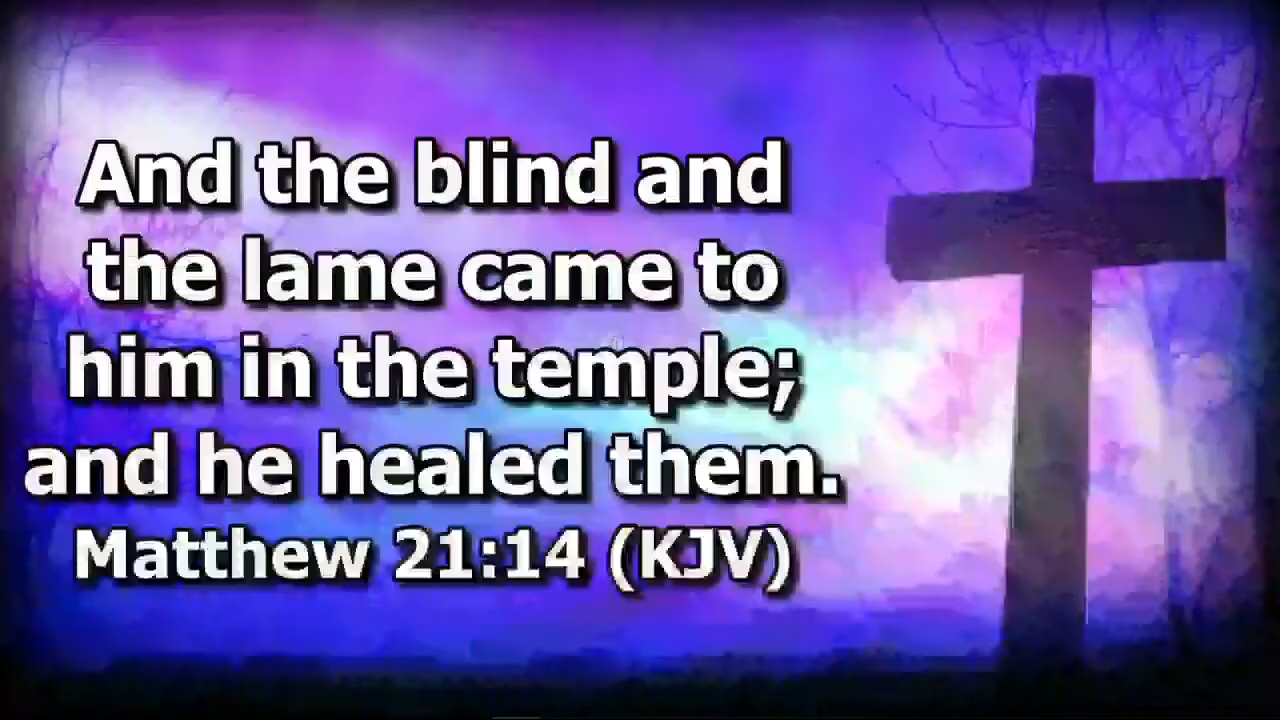 And the blind and
the lame came to
him in the temple;
and he healed them.
Matthew 21:14 (KJV)